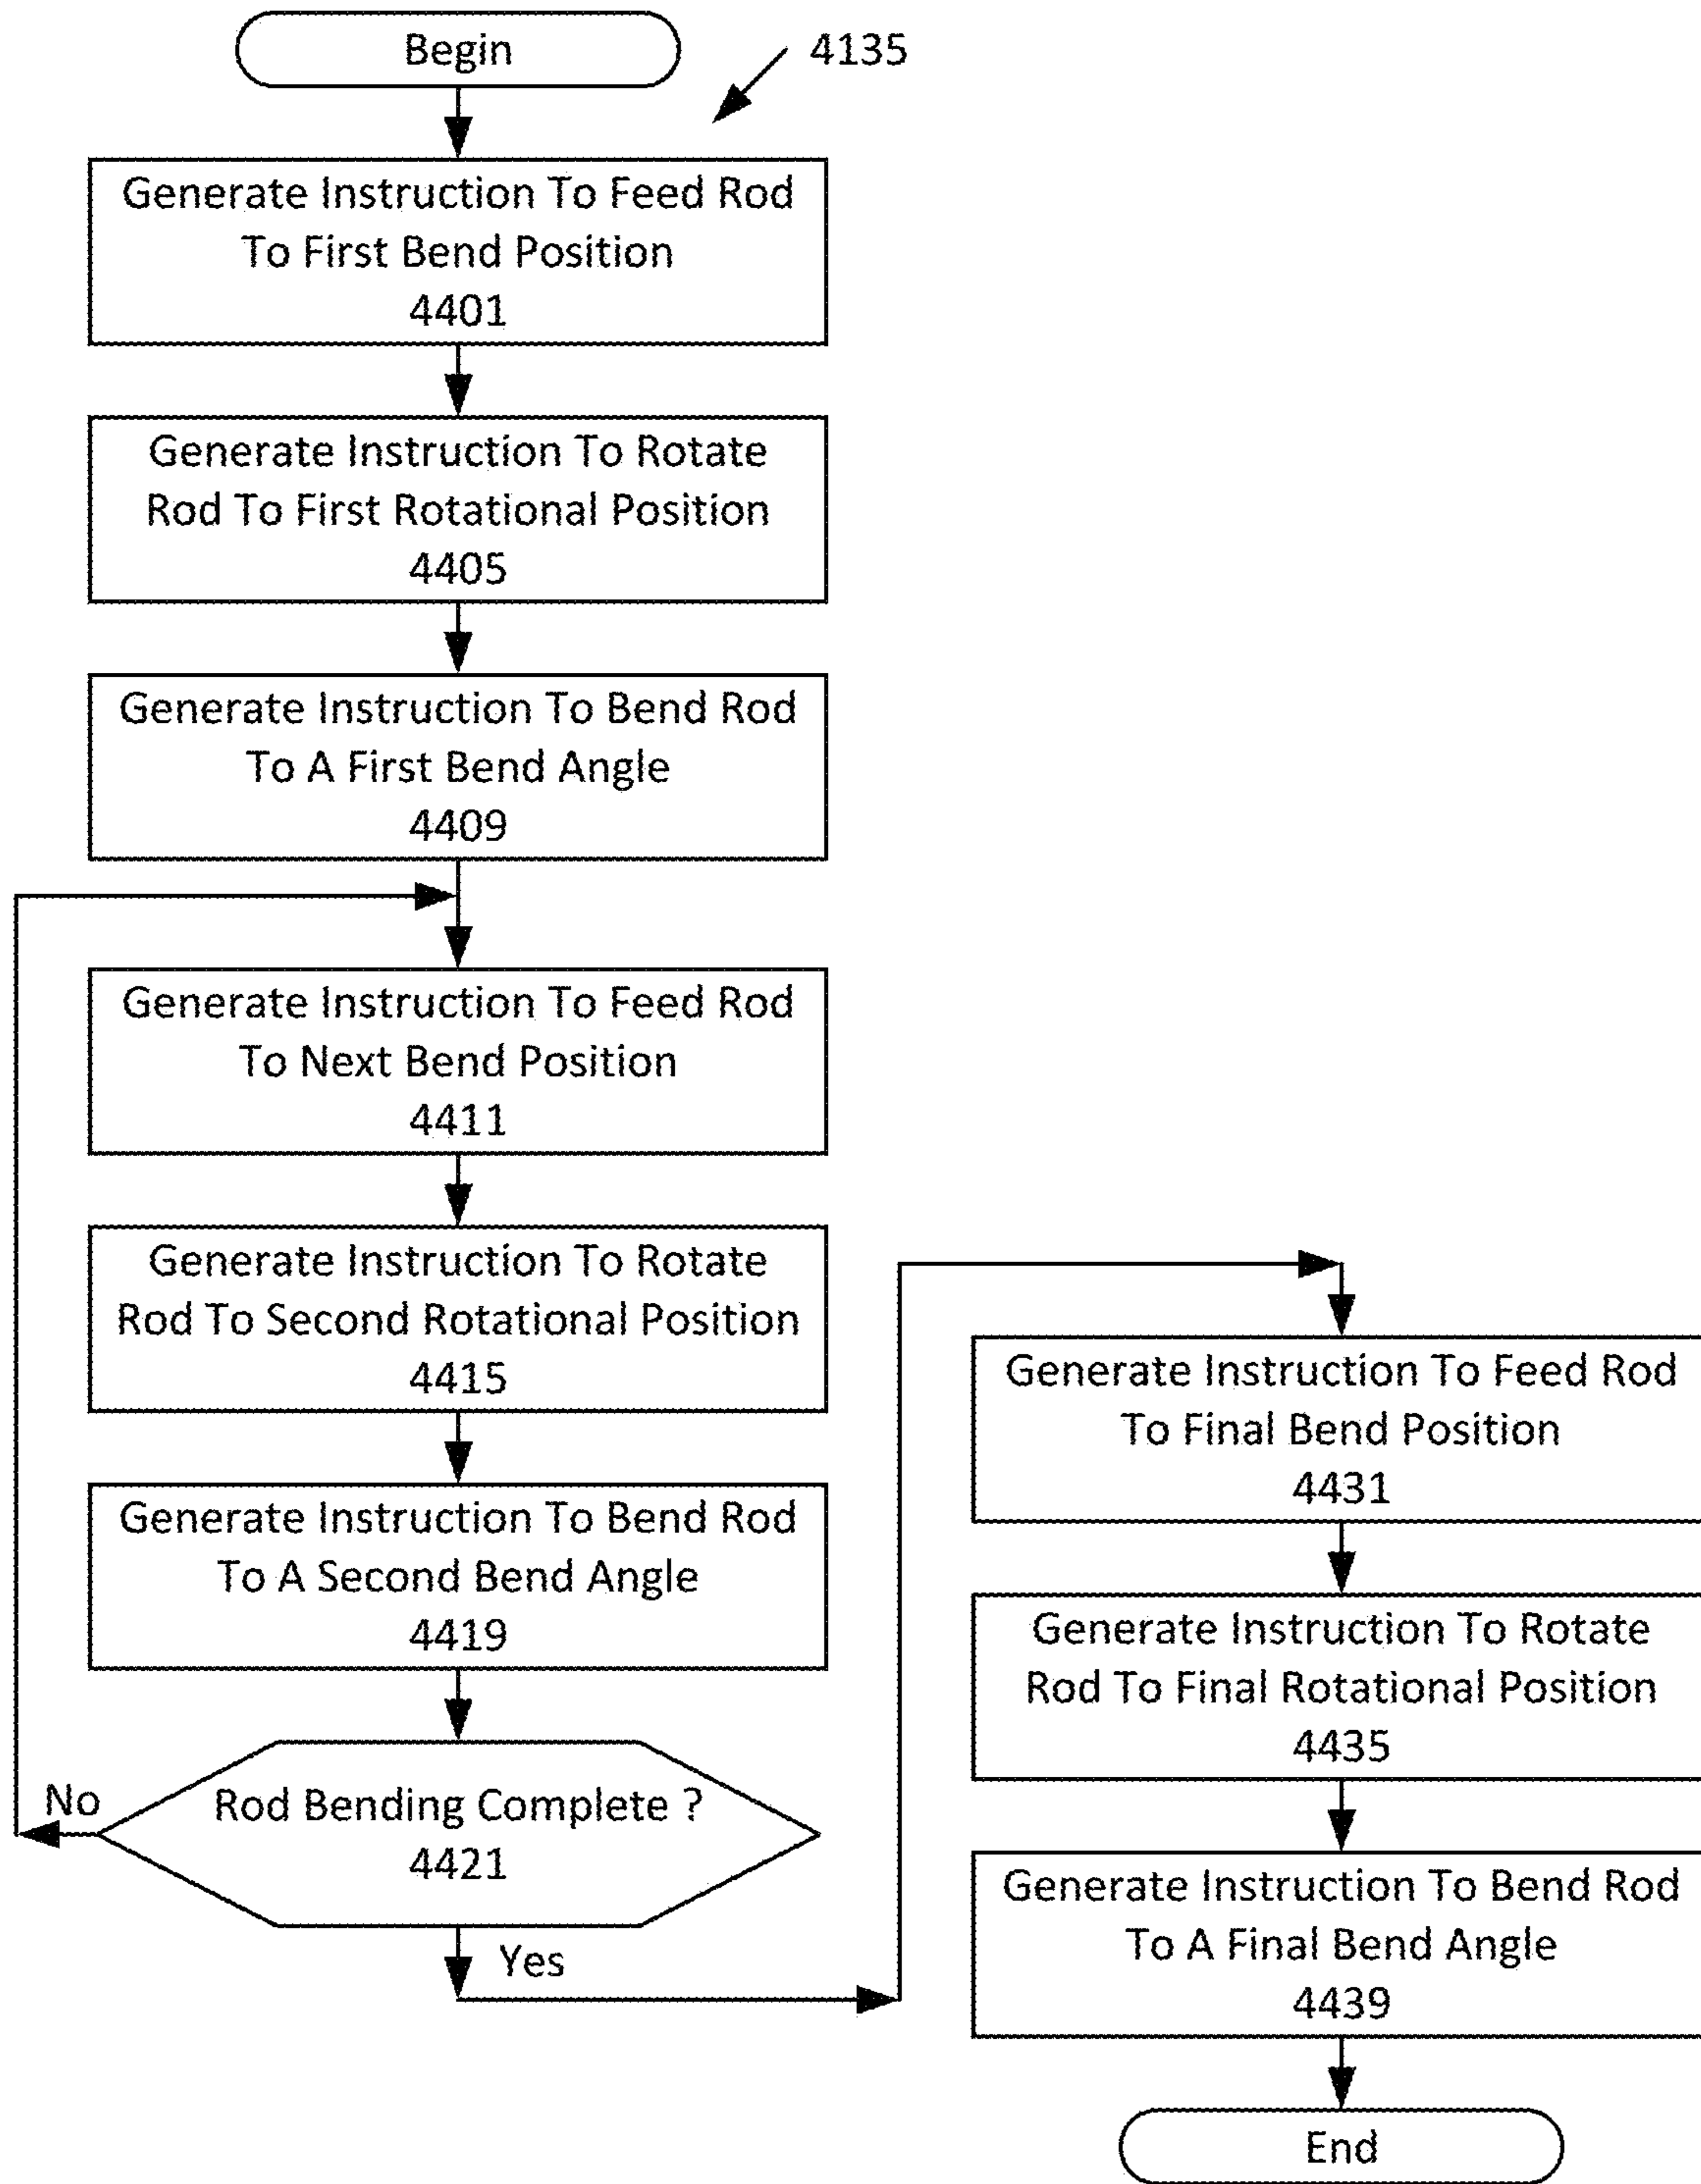 Begin
4135
Generate Instruction To Feed Rod
To First Bend Position
4401
Generate Instruction To Rotate
Rod To First Rotational Position
4405
Generate Instruction To Bend Rod
To A First Bend Angle
4409
Generate Instruction To Feed Rod
To Next Bend Position
4411
Generate Instruction To Rotate
Rod To Second Rotational Position
4415
Generate Instruction To Bend Rod
To A Second Bend Angle
4419
No
Rod Bending Complete ?
4421
Yes
Generate Instruction To Feed Rod
To Final Bend Position
4431
Generate Instruction To Rotate
Rod To Final Rotational Position
4435
Generate Instruction To Bend Rod
To A Final Bend Angle
4439
End